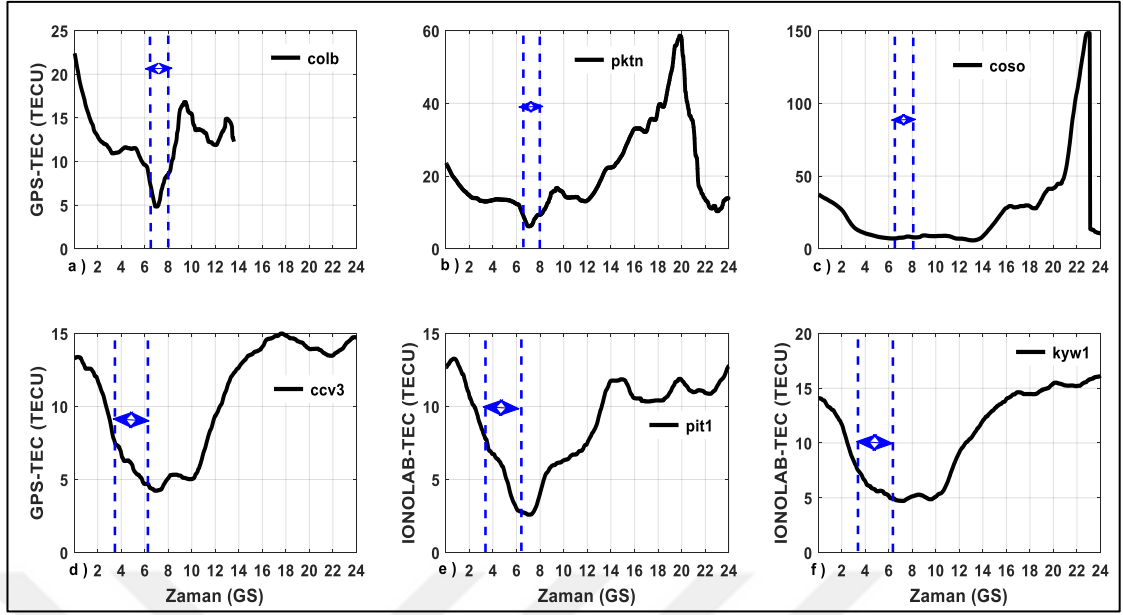 25
20
15
10
5
0
GPS-TEC (TECU)
colb
a ) 2 4 6 8 10 12 14 16 18 20 22 24
60
40
20
0
pktn
b ) 2 4 6 8 10 12 14 16 18 20 22 24
150
100
50
0
coso
c ) 2 4 6 8 10 12 14 16 18 20 22 24
15
10
5
0
GPS-TEC (TECU)
ccv3
d ) 2 4 6 8 10 12 14 16 18 20 22 24
Zaman (GS)
15
10
5
0
IONOLAB-TEC (TECU)
pit1
e ) 2 4 6 8 10 12 14 16 18 20 22 24
Zaman (GS)
20
15
10
5
0
IONOLAB-TEC (TECU)
kyw1
f ) 2 4 6 8 10 12 14 16 18 20 22 24
Zaman (GS)